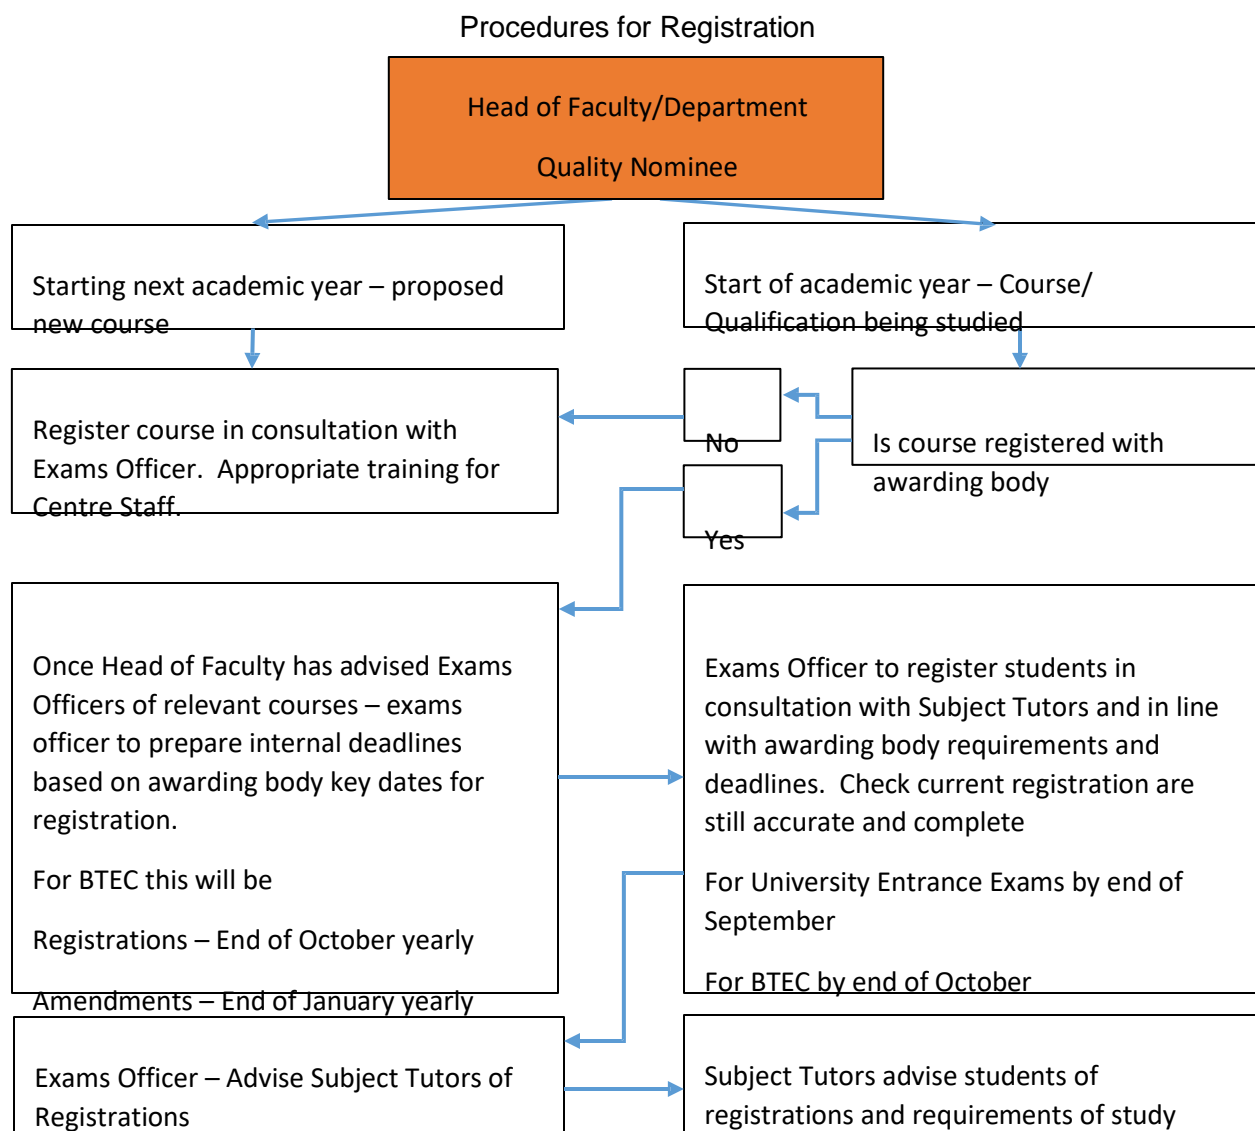 Procedures for Registration
Head of Faculty/Department
Quality Nominee
Starting next academic year – proposed
new course
Start of academic year – Course/
Qualification being studied
Register course in consultation with
Exams Officer.  Appropriate training for
Centre Staff.
No
Yes
Is course registered with
awarding body
Once Head of Faculty has advised Exams
Officers of relevant courses – exams
officer to prepare internal deadlines
based on awarding body key dates for
registration.
For BTEC this will be
Registrations – End of October yearly
Amendments – End of January yearly
Exams Officer to register students in
consultation with Subject Tutors and in line
with awarding body requirements and
deadlines.  Check current registration are
still accurate and complete
For University Entrance Exams by end of
September
For BTEC by end of October
Exams Officer – Advise Subject Tutors of
Registrations
Subject Tutors advise students of
registrations and requirements of study